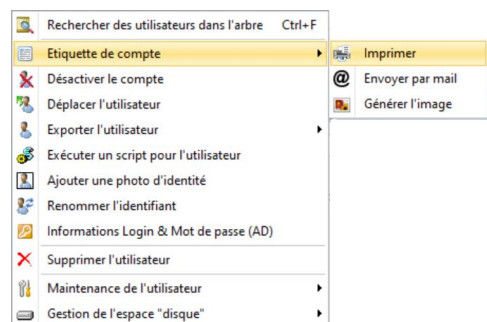 Rechercher des utilisateurs dans l'arbre Ctrl+F
Etiquette de compte
Imprimer
Désactiver le compte
@ Envoyer par mail
Déplacer l'utilisateur
Générer l'image
Exporter l'utilisateur
Exécuter un script pour l'utilisateur
Ajouter une photo d'identité
Renommer l'identifiant
Informations Login & Mot de passe (AD)
Supprimer l'utilisateur
Maintenance de l'utilisateur
Gestion de l'espace "disque"